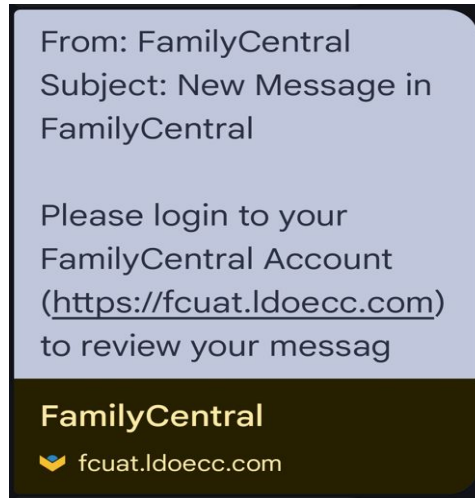 From: FamilyCentral
Subject: New Message in
FamilyCentral
Please login to your
FamilyCentral Account
(https://fcuat.ldoecc.com)
to review your messag
FamilyCentral
fcuat.ldoecc.com